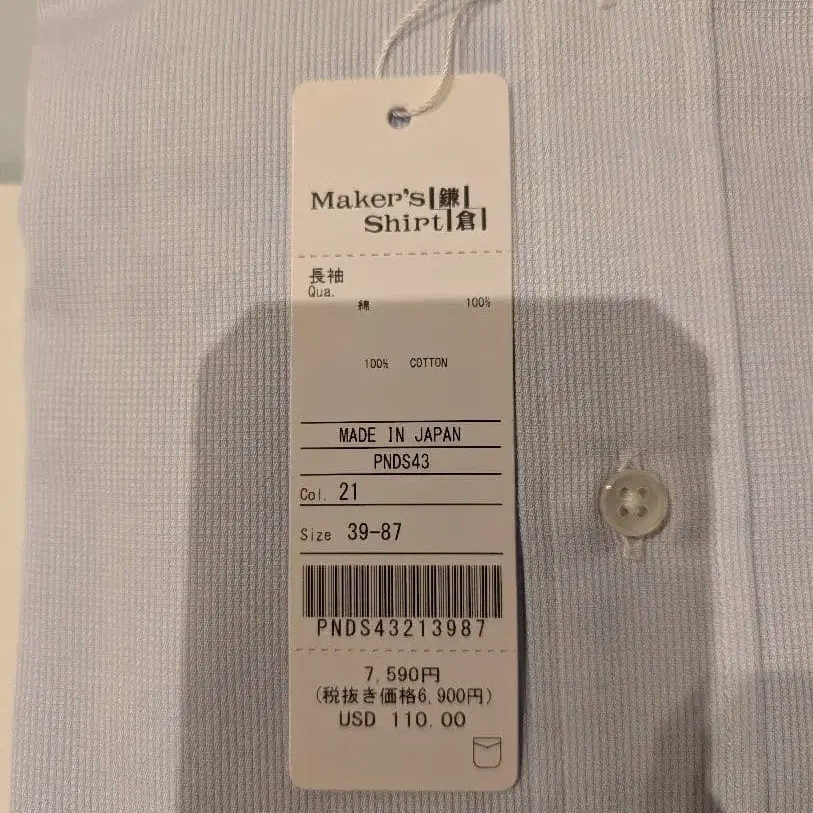 Maker's 鎌
Shirt 倉
長袖
Qua.
綿 100%
100% COTTON
MADE IN JAPAN
PNDS43
Col. 21
Size 39-87
PNDS43213987
7,590円
(税抜き価格6,900円)
USD 110.00